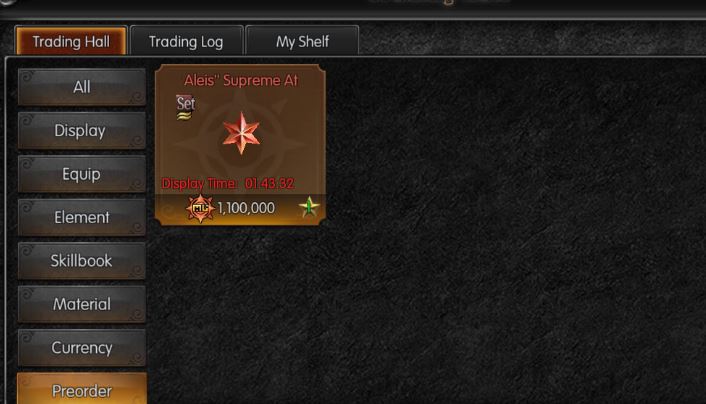 Trading Hall
Trading Log
My Shelf
All
Display
Equip
Element
Skillbook
Material
Currency
Preorder
Aleis" Supreme At
Set
Display Time: 01:43:32
1,100,000